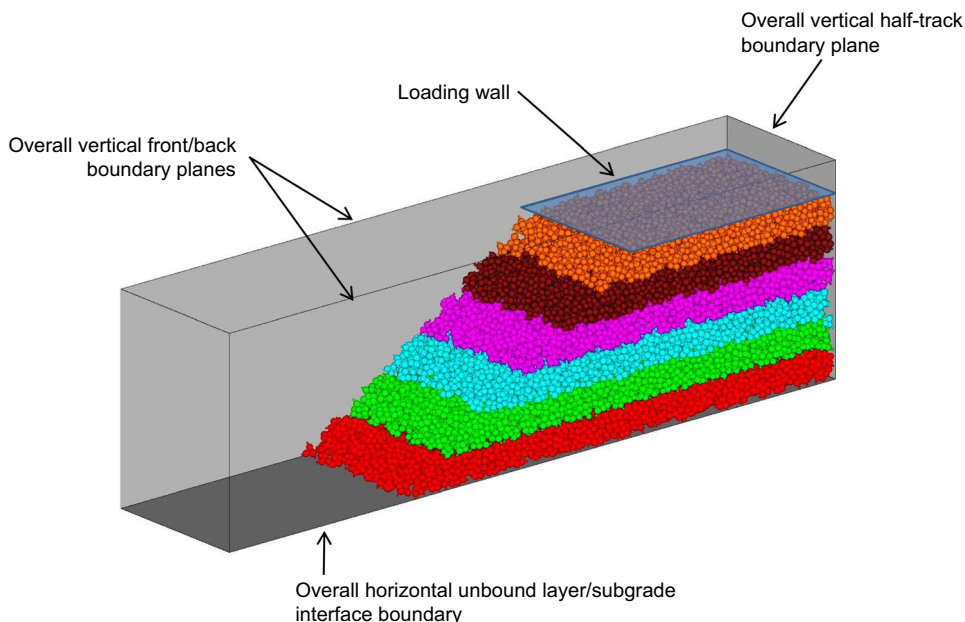 Overall vertical half-track
boundary plane
Loading wall
Overall vertical front/back
boundary planes
Overall horizontal unbound layer/subgrade
interface boundary